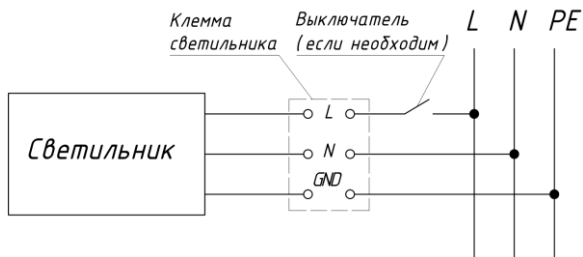 Клемма
светильника
Выключатель
(если необходим)
L N PE
Светильник
L
N
GND